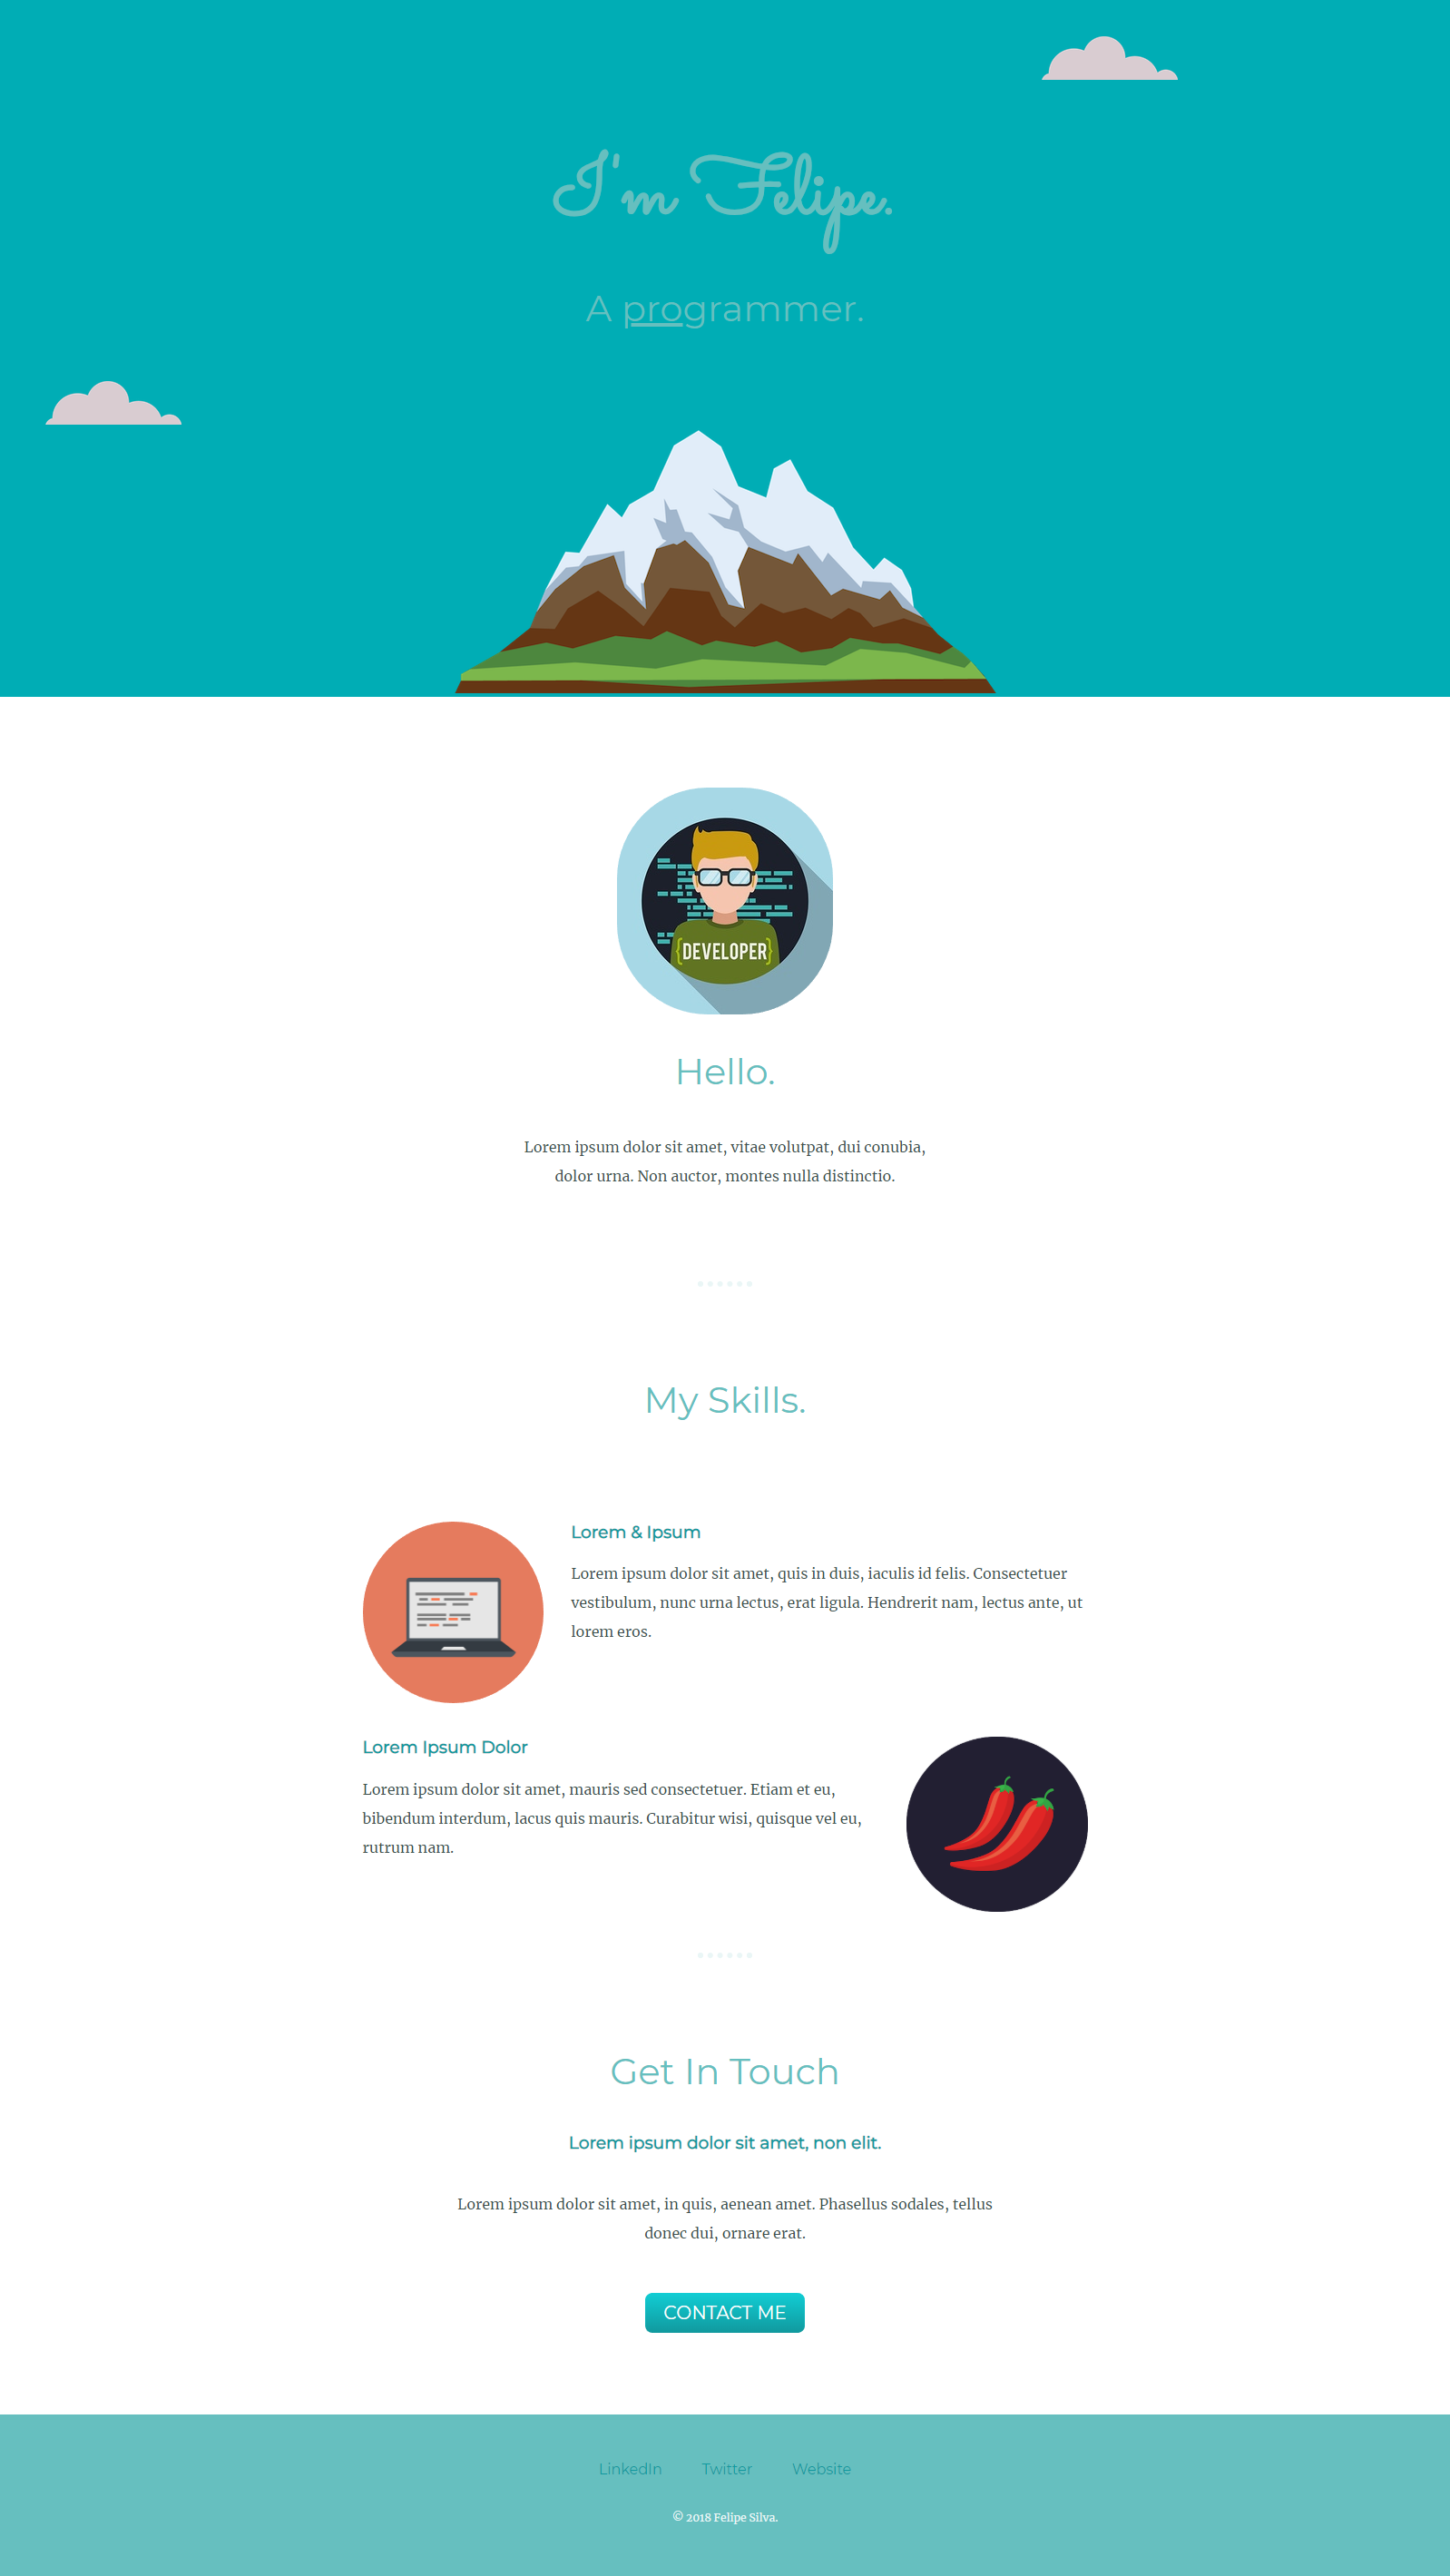 I'm Felipe.
A programmer.
{DEVELOPER}
Hello.
Lorem ipsum dolor sit amet, vitae volutpat, dui conubia,
dolor urna. Non auctor, montes nulla distinctio.
My Skills.
Lorem & Ipsum
Lorem ipsum dolor sit amet, quis in duis, iaculis id felis. Consectetuer
vestibulum, nunc urna lectus, erat ligula. Hendrerit nam, lectus ante, ut
lorem eros.
Lorem Ipsum Dolor
Lorem ipsum dolor sit amet, mauris sed consectetuer. Etiam et eu,
bibendum interdum, lacus quis mauris. Curabitur wisi, quisque vel eu,
rutrum nam.
Get In Touch
Lorem ipsum dolor sit amet, non elit.
Lorem ipsum dolor sit amet, in quis, aenean amet. Phasellus sodales, tellus
donec dui, ornare erat.
CONTACT ME
LinkedIn Twitter Website
© 2018 Felipe Silva.